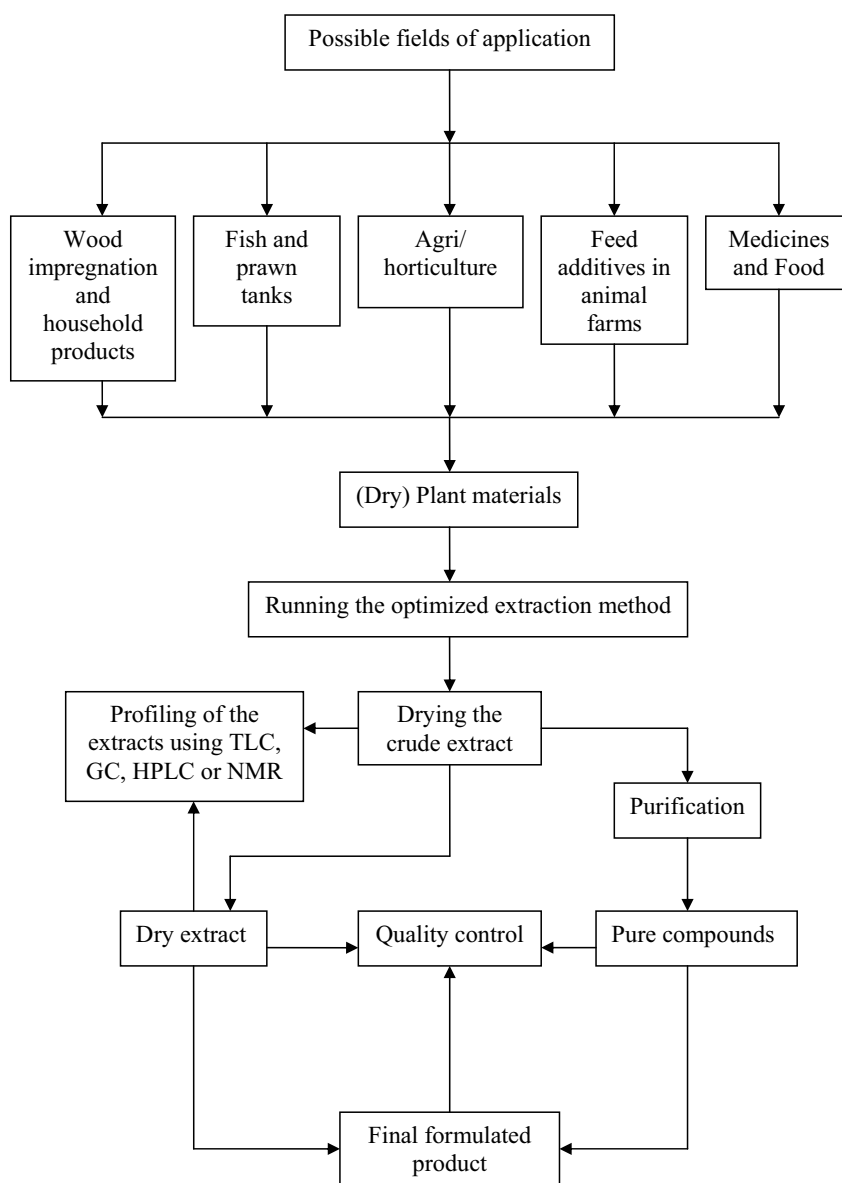 Possible fields of application
Wood
impregnation
and
household
products
Fish and
prawn
tanks
Agri/
horticulture
Feed
additives in
animal
farms
Medicines
and Food
(Dry) Plant materials
Running the optimized extraction method
Profiling of the
extracts using TLC,
GC, HPLC or NMR
Drying the
crude extract
Purification
Dry extract
Quality control
Pure compounds
Final formulated
product